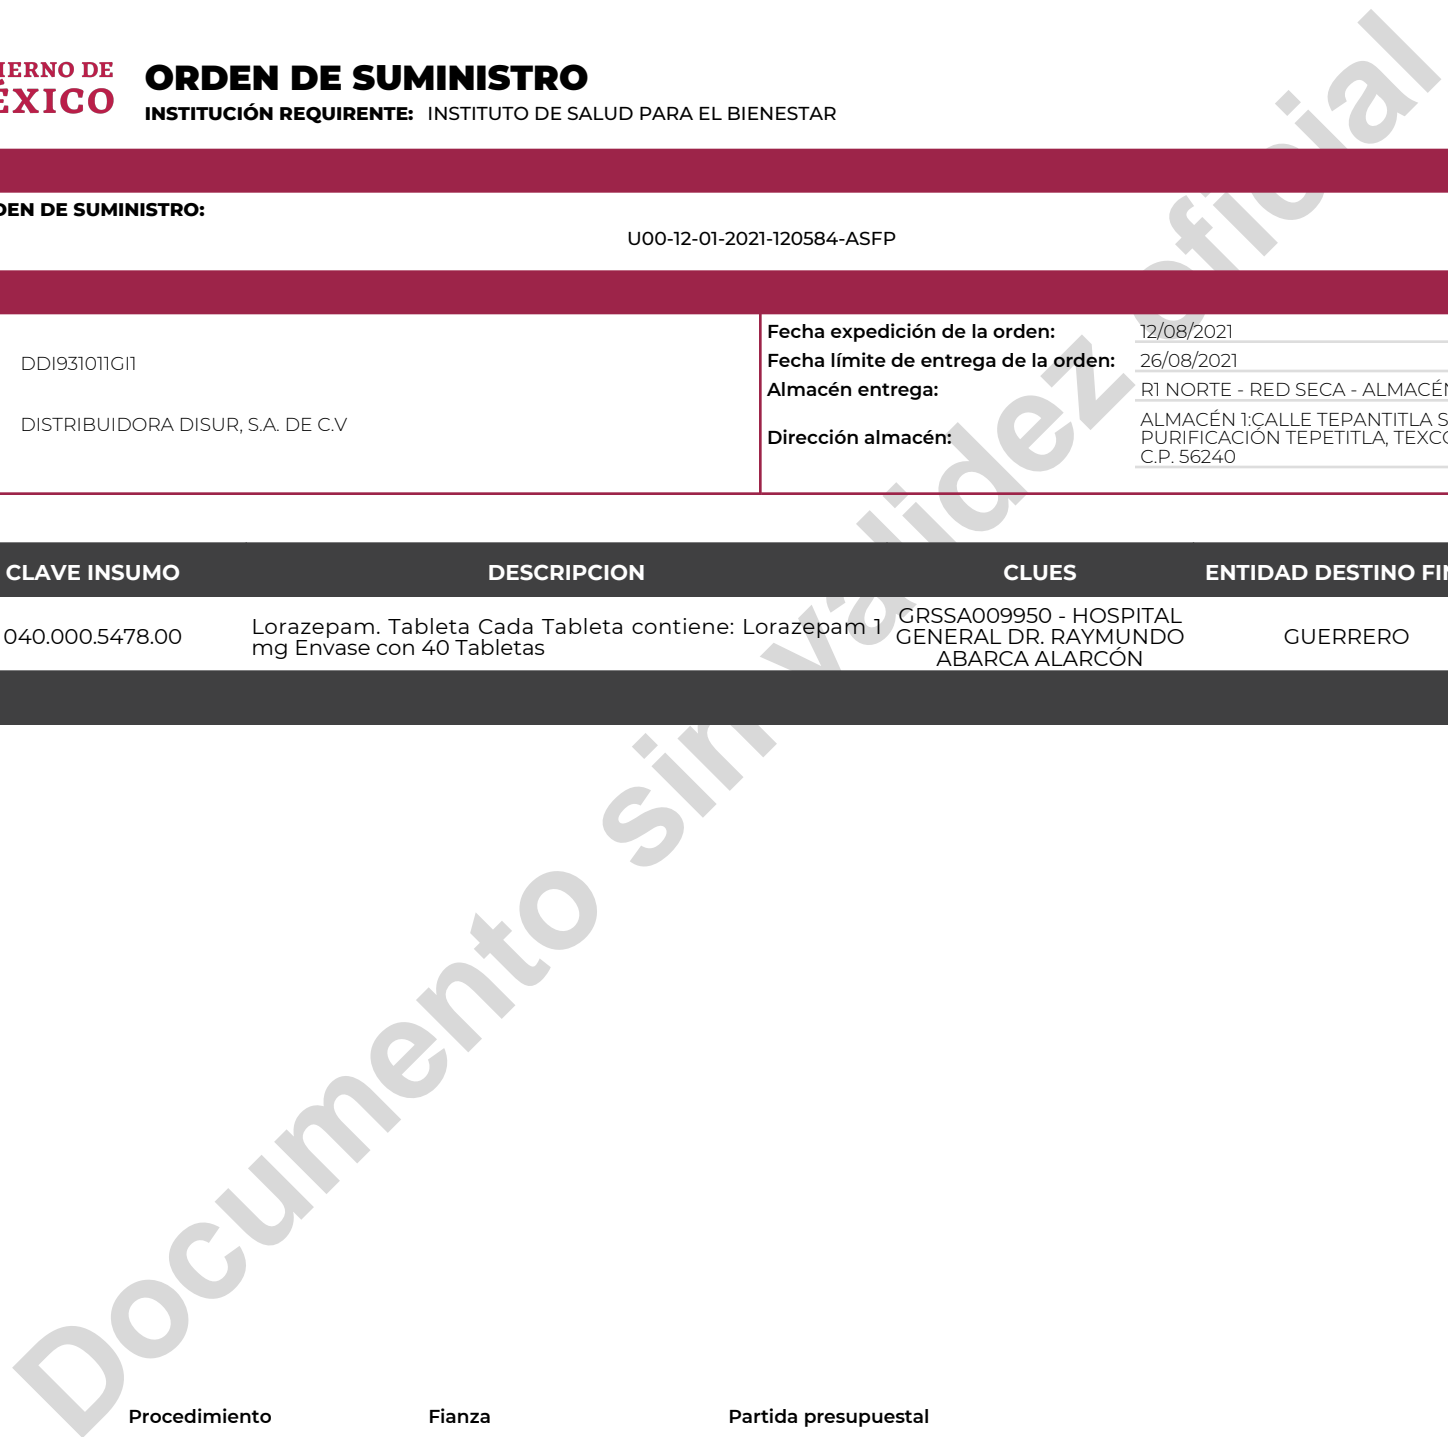 IERNO DE
ÉXICO
ORDEN DE SUMINISTRO
INSTITUCIÓN REQUIRENTE: INSTITUTO DE SALUD PARA EL BIENESTAR
DEN DE SUMINISTRO:
U00-12-01-2021-120584-ASFP
DDI931011GI1
DISTRIBUIDORA DISUR, S.A. DE C.V
Fecha expedición de la orden: 12/08/2021
Fecha límite de entrega de la orden: 26/08/2021
Almacén entrega: R1 NORTE - RED SECA - ALMACÉN
Dirección almacén: ALMACÉN 1:CALLE TEPANTITLA S
PURIFICACIÓN TEPETITLA, TEXCO
C.P. 56240
CLAVE INSUMO DESCRIPCION CLUES ENTIDAD DESTINO FIN
040.000.5478.00
Lorazepam. Tableta Cada Tableta contiene: Lorazepam 1
mg Envase con 40 Tabletas
GRSSA009950 - HOSPITAL
GENERAL DR. RAYMUNDO
ABARCA ALARCÓN
GUERRERO
Documento sin validez oficial
Procedimiento Fianza Partida presupuestal